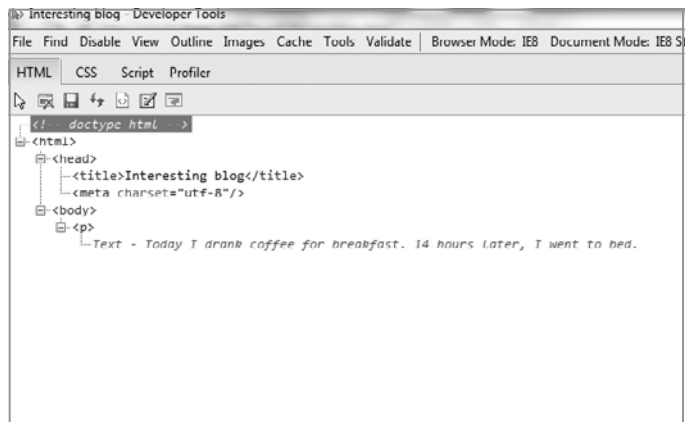 Interesting blog - Developer Tools
File Find Disable View Outline Images Cache Tools Validate Browser Mode: IE8 Document Mode: IE8
HTML CSS Script Profiler
<!-- doctype html -->
<html>
<head>
<title>Interesting blog</title>
<meta charset="utf-8"/>
<body>
<p>
Text - Today I drank coffee for breakfast. 14 hours later, I went to bed.